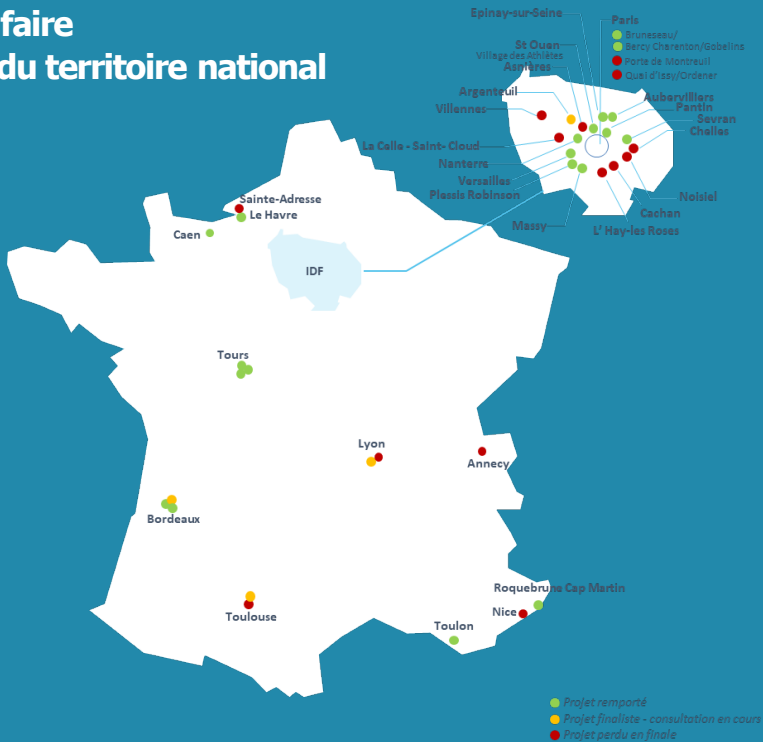 faire
du territoire national
Epinay-sur-Seine
Paris
Bruneseau/
Bercy Charenton/Gobelins
Porte de Montreuil
Quai d'Issy/Ordener
St Ouen
Village des Athlètes
Asnières
Argenteuil
Villennes
La Celle - Saint- Cloud
Nanterre
Versailles
Plessis Robinson
Massy
Aubervilliers
Pantin
Sevran
Chelles
Noisiel
Cachan
L' Hay-les Roses
Sainte-Adresse
Le Havre
Caen
IDF
Tours
Lyon
Annecy
Bordeaux
Toulouse
Roquebrune Cap Martin
Nice
Toulon
Projet remporté
Projet finaliste - consultation en cours
Projet perdu en finale